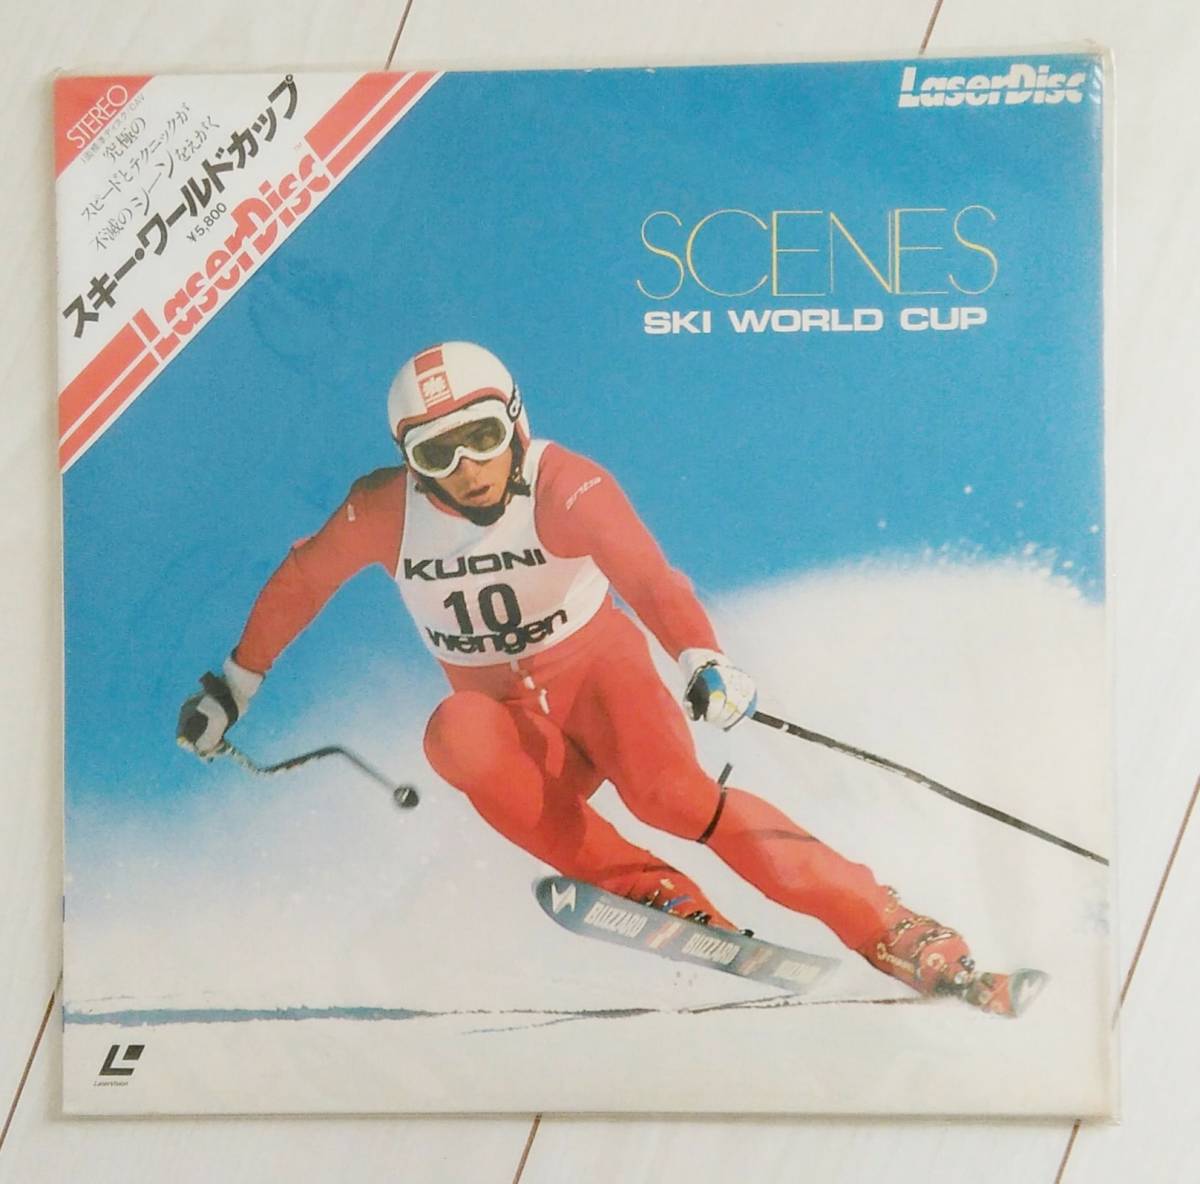 STEREO
究極の
スピードとテクニックが
不滅のシーンをえがく
スキー・ワールドカップ
¥5,800
LaserDisc
LaserDisc
SCENES
SKI WORLD CUP
KUONI
10
Wengen
BLIZZARD
BLIZZARD
LaserVision